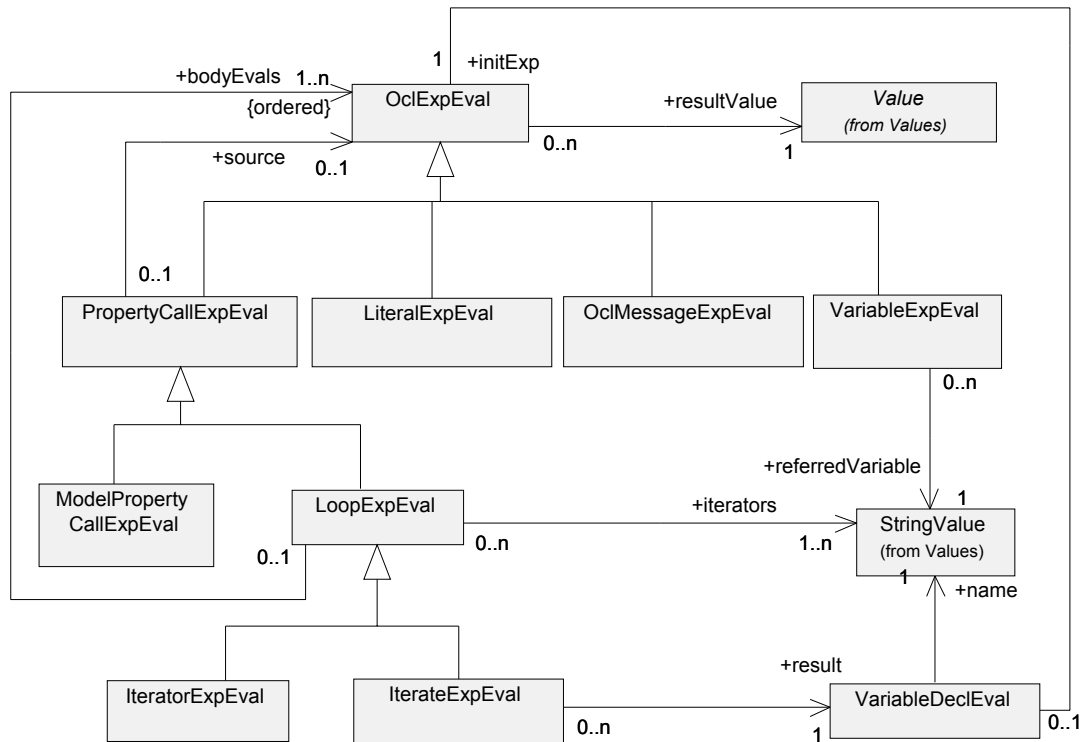 1
+initExp
+bodyEvals
1..n
{ordered}
OclExpEval
+resultValue
0..n
1
Value
(from Values)
+source
0..1
0..1
PropertyCallExpEval
LiteralExpEval
OclMessageExpEval
VariableExpEval
0..n
+referredVariable
1
ModelProperty
CallExpEval
LoopExpEval
0..1
0..n
+iterators
1..n
StringValue
(from Values)
1
+name
IteratorExpEval
IterateExpEval
0..n
+result
1
VariableDeclEval
0..1